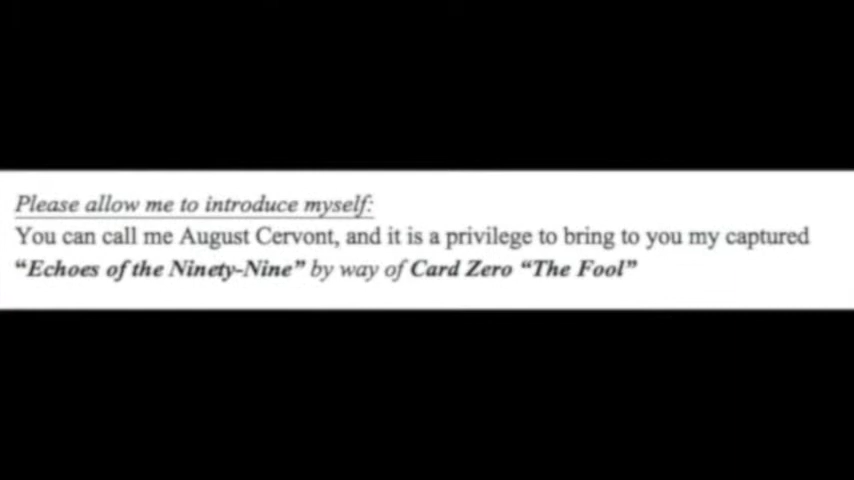 Please allow me to introduce myself:
You can call me August Cervont, and it is a privilege to bring to you my captured
“Echoes of the Ninety-Nine” by way of Card Zero “The Fool”